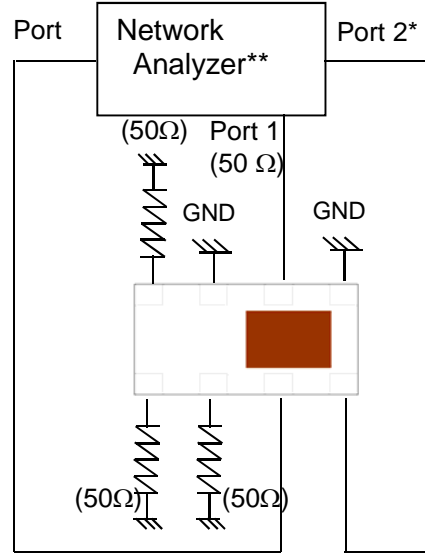 Port
Network
Analyzer**
Port 2*
(50Ω)
Port 1
(50 Ω)
GND
GND
(50Ω)
(50Ω)